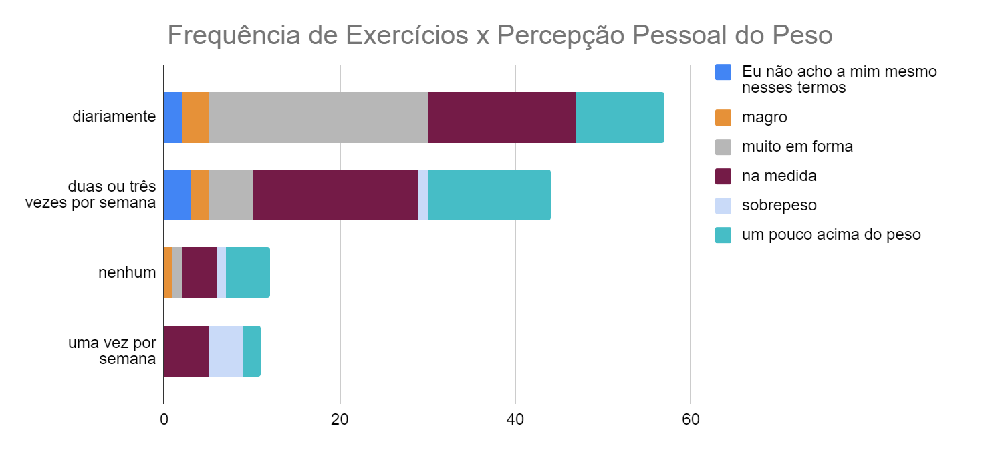 Frequência de Exercícios x Percepção Pessoal do Peso
diariamente
duas ou três
vezes por semana
nenhum
uma vez por
semana
0
20
40
60
Eu não acho a mim mesmo
nesses termos
magro
muito em forma
na medida
sobrepeso
um pouco acima do peso